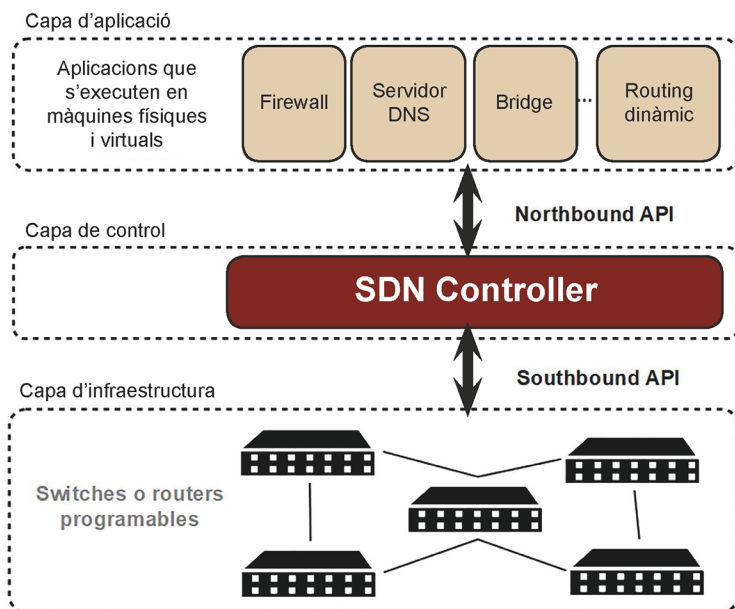 Capa d’aplicació
Aplicacions que
s’executen en
màquines físiques
i virtuals
Firewall
Servidor
DNS
Bridge
...
Routing
dinàmic
Northbound API
Capa de control
SDN Controller
Southbound API
Capa d’infraestructura
Switches o routers
programables